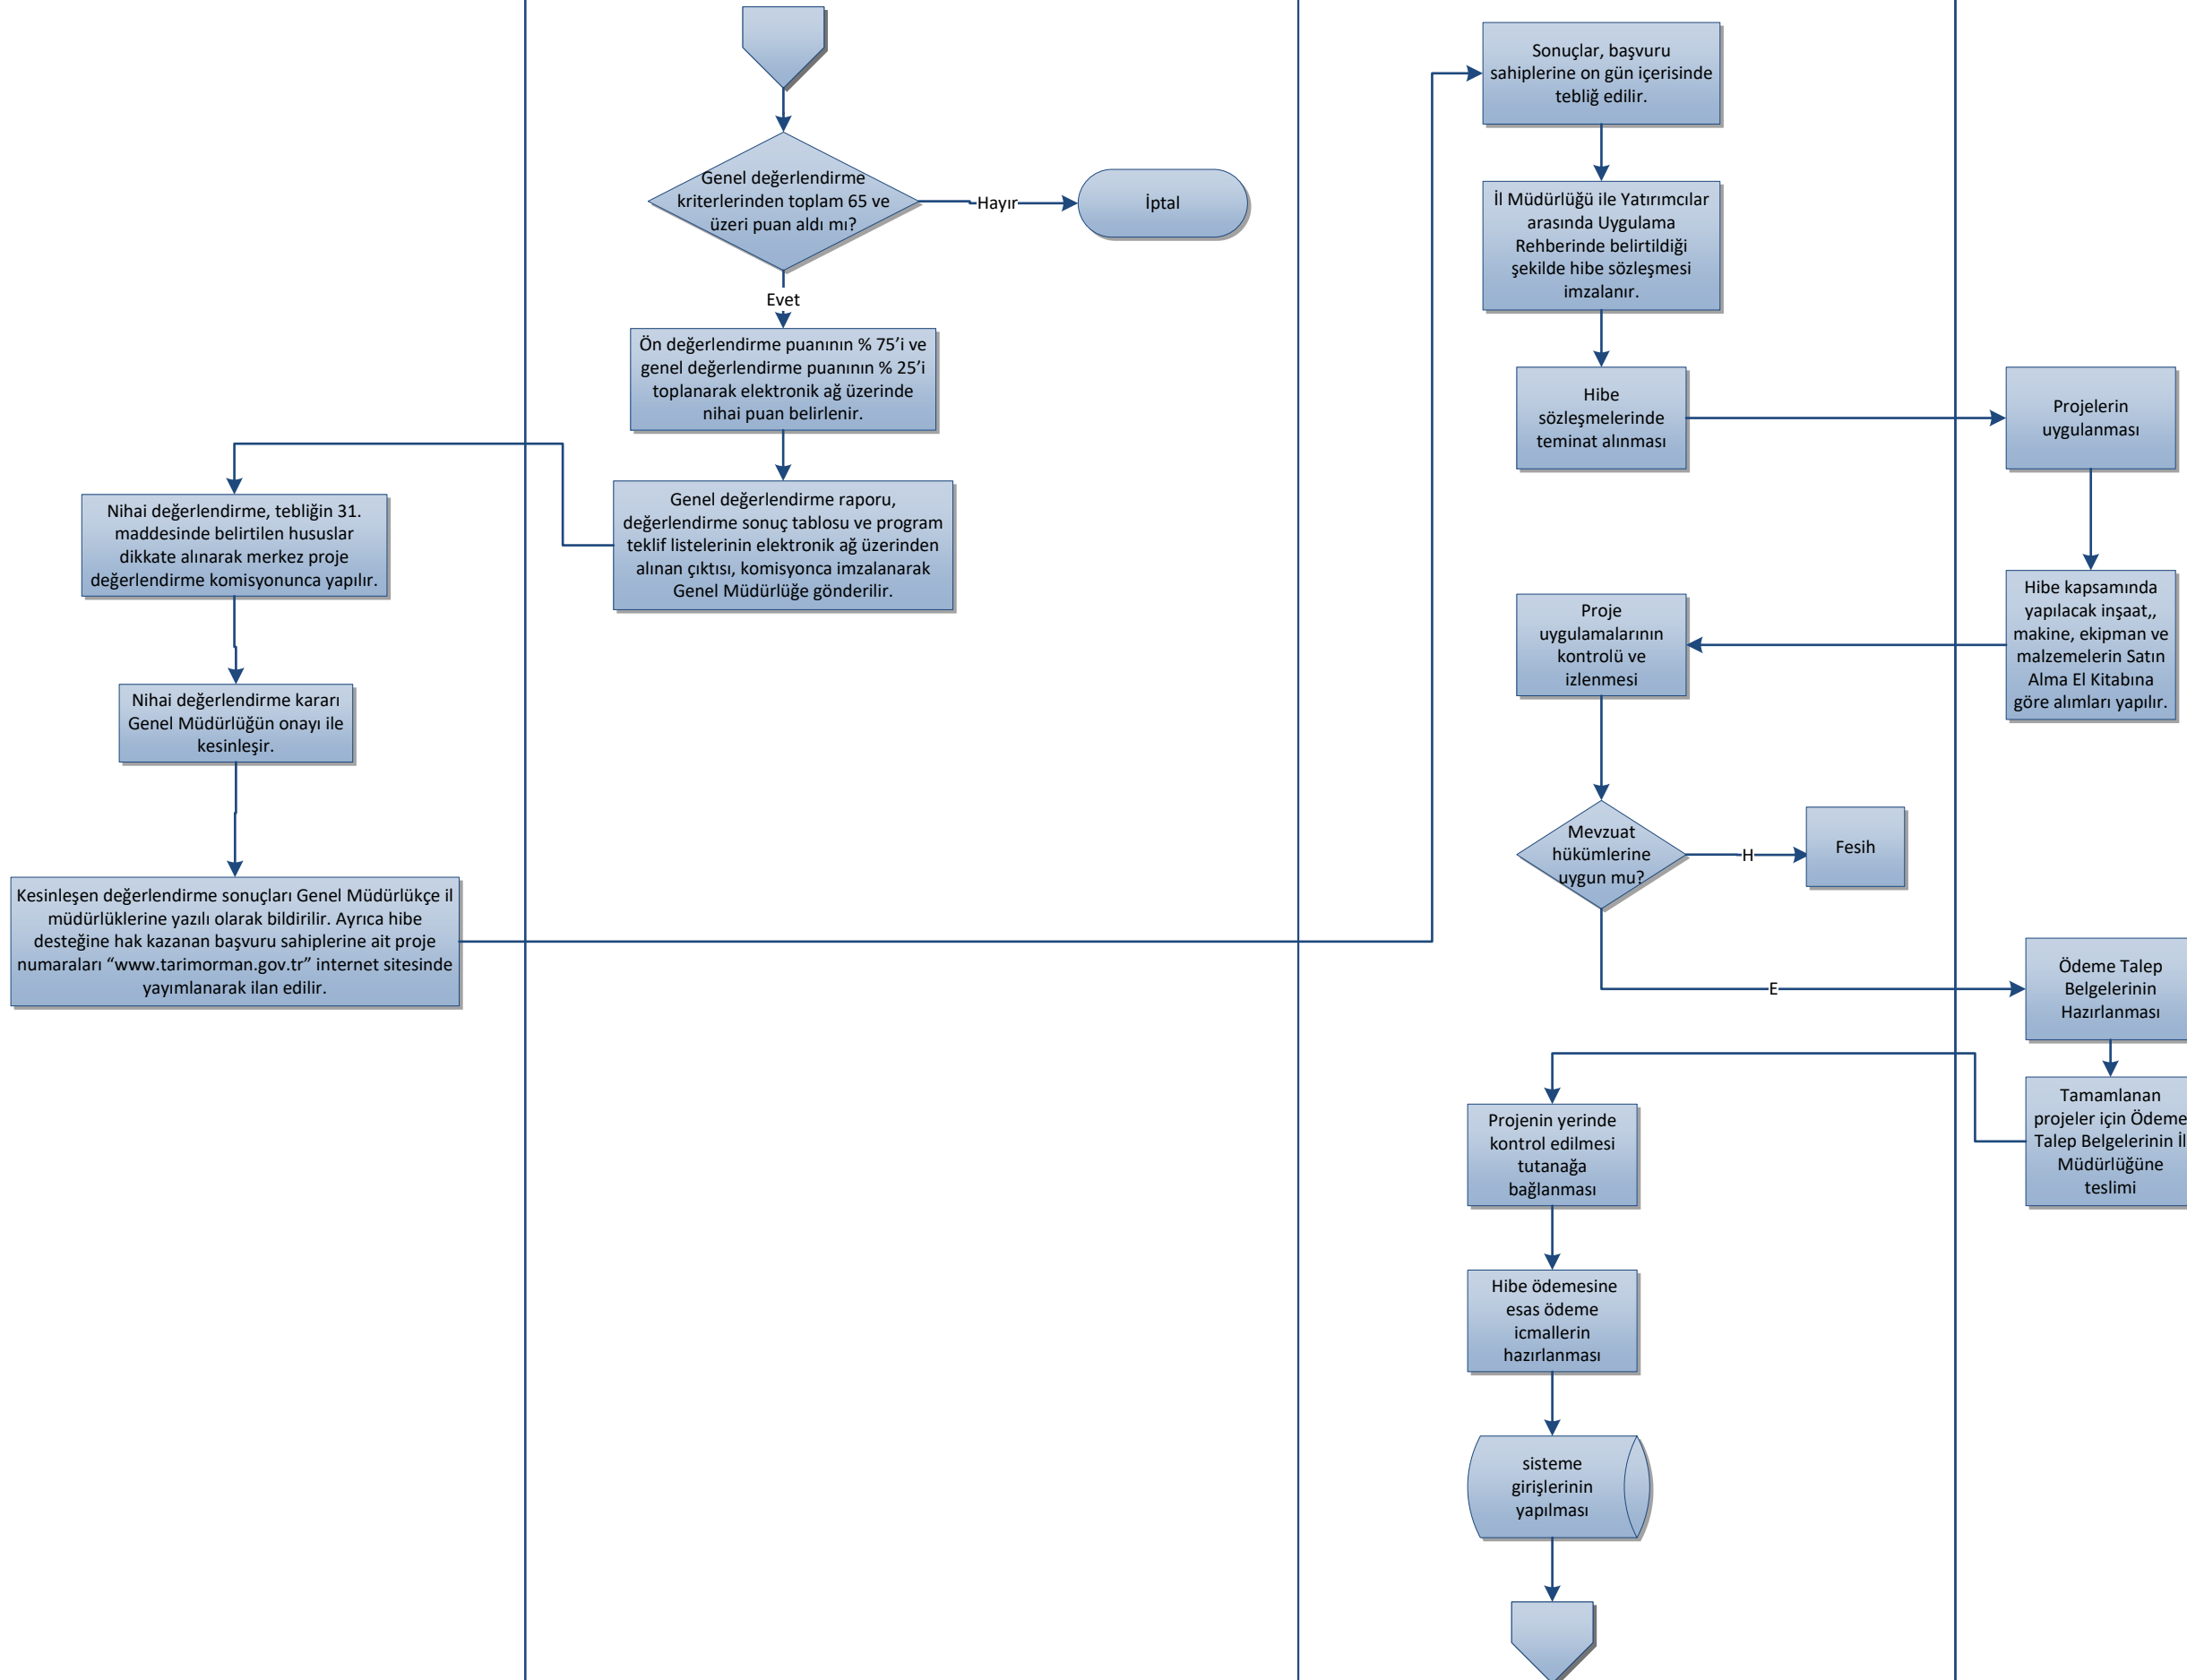 Genel değerlendirme
kriterlerinden toplam 65 ve
üzeri puan aldı mı?
Hayır
İptal
Evet
Ön değerlendirme puanının % 75’i ve
genel değerlendirme puanının % 25’i
toplanarak elektronik ağ üzerinde
nihai puan belirlenir.
Genel değerlendirme raporu,
değerlendirme sonuç tablosu ve program
teklif listelerinin elektronik ağ üzerinden
alınan çıktısı, komisyonca imzalanarak
Genel Müdürlüğe gönderilir.
Nihai değerlendirme, tebliğin 31.
maddesinde belirtilen hususlar
dikkate alınarak merkez proje
değerlendirme komisyonunca yapılır.
Nihai değerlendirme kararı
Genel Müdürlüğün onayı ile
kesinleşir.
Kesinleşen değerlendirme sonuçları Genel Müdürlükçe il
müdürlüklerine yazılı olarak bildirilir. Ayrıca hibe
desteğine hak kazanan başvuru sahiplerine ait proje
numaraları “www.tarimorman.gov.tr” internet sitesinde
yayımlanarak ilan edilir.
Sonuçlar, başvuru
sahiplerine on gün içerisinde
tebliğ edilir.
İl Müdürlüğü ile Yatırımcılar
arasında Uygulama
Rehberinde belirtildiği
şekilde hibe sözleşmesi
imzalanır.
Hibe
sözleşmelerinde
teminat alınması
Projelerin
uygulanması
Hibe kapsamında
yapılacak inşaat,,
makine, ekipman ve
malzemelerin Satın
Alma El Kitabına
göre alımları yapılır.
Proje
uygulamalarının
kontrolü ve
izlenmesi
Mevzuat
hükümlerine
uygun mu?
H
Fesih
E
Ödeme Talep
Belgelerinin
Hazırlanması
Tamamlanan
projeler için Ödeme
Talep Belgelerinin İl
Müdürlüğüne
teslimi
Projenin yerinde
kontrol edilmesi
tutanağa
bağlanması
Hibe ödemesine
esas ödeme
icmallerin
hazırlanması
sisteme
girişlerinin
yapılması